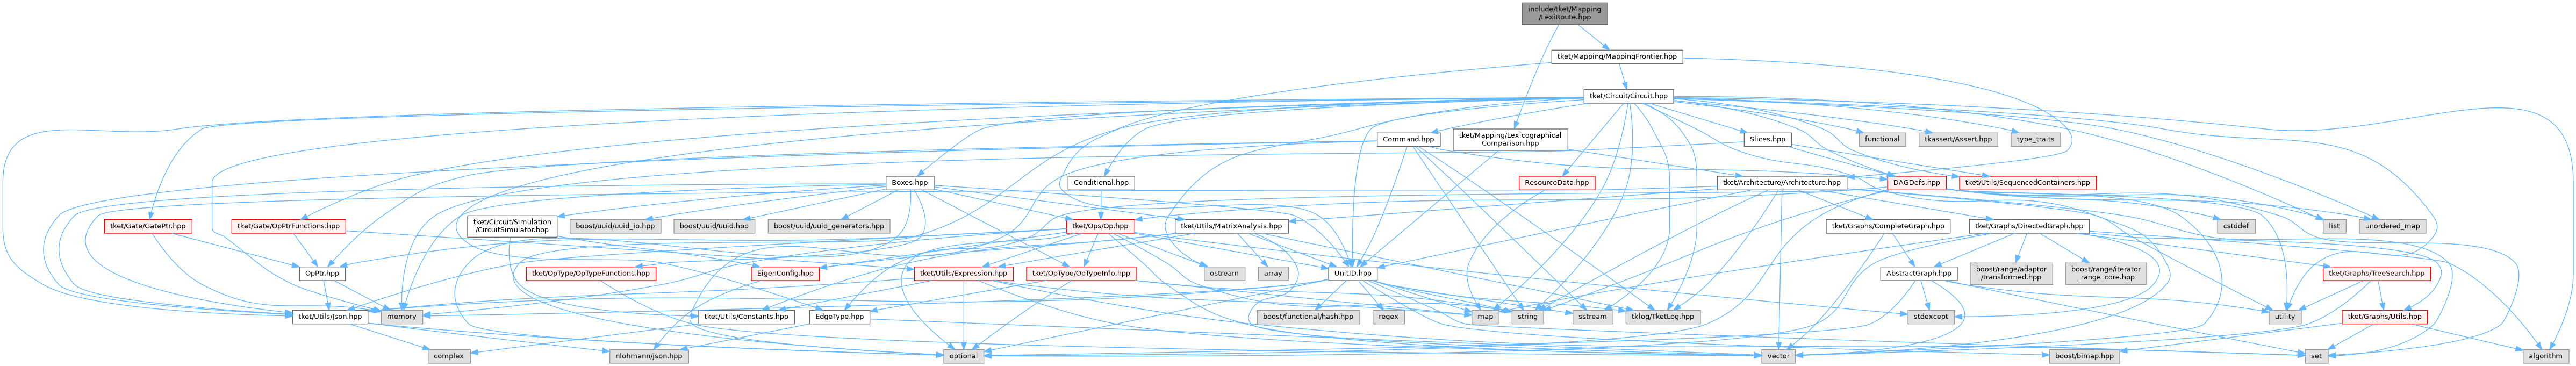 include/tket/Mapping
/LexiRoute.hpp
tket/Mapping/MappingFrontier.hpp
tket/Circuit/Circuit.hpp
tket/Mapping/Lexicographical
Comparison.hpp
Command.hpp
functional
tkassert/Assert.hpp
type_traits
Slices.hpp
Boxes.hpp
Conditional.hpp
ResourceData.hpp
tket/Architecture/Architecture.hpp
DAGDefs.hpp
tket/Utils/SequencedContainers.hpp
tket/Gate/GatePtr.hpp
tket/Gate/OpPtrFunctions.hpp
tket/Circuit/Simulation
/CircuitSimulator.hpp
boost/uuid/uuid_io.hpp
boost/uuid/uuid.hpp
boost/uuid/uuid_generators.hpp
tket/Ops/Op.hpp
tket/Utils/MatrixAnalysis.hpp
tket/Graphs/CompleteGraph.hpp
tket/Graphs/DirectedGraph.hpp
cstddef
list
unordered_map
OpPtr.hpp
tket/OpType/OpTypeFunctions.hpp
EigenConfig.hpp
tket/Utils/Expression.hpp
tket/OpType/OpTypeInfo.hpp
ostream
array
UnitID.hpp
AbstractGraph.hpp
boost/range/adaptor
/transformed.hpp
boost/range/iterator
_range_core.hpp
tket/Graphs/TreeSearch.hpp
tket/Utils/Json.hpp
memory
tket/Utils/Constants.hpp
EdgeType.hpp
boost/functional/hash.hpp
regex
map
string
sstream
tklog/TketLog.hpp
stdexcept
utility
tket/Graphs/Utils.hpp
complex
nlohmann/json.hpp
optional
vector
boost/bimap.hpp
set
algorithm